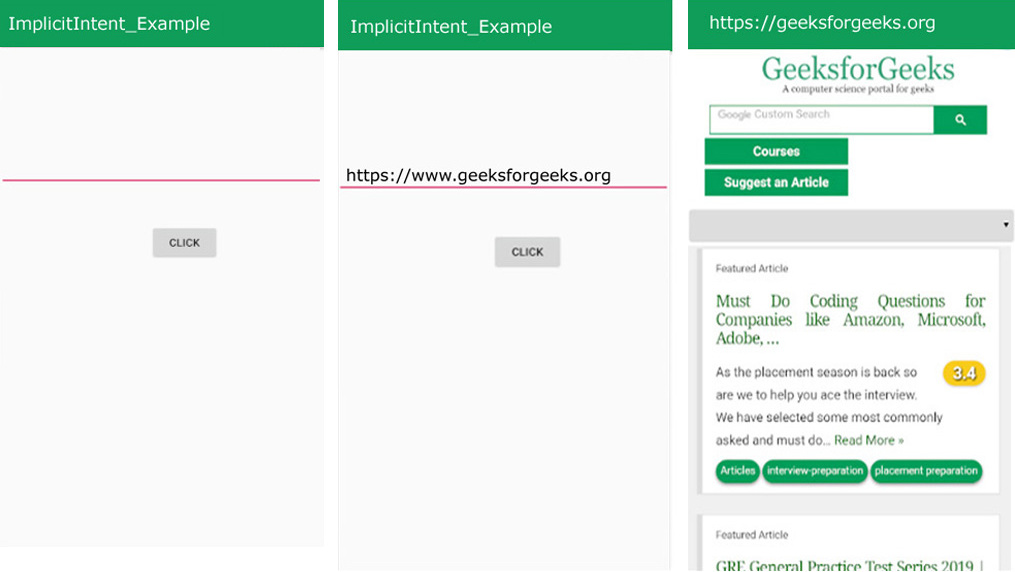 ImplicitIntent_Example
CLICK
ImplicitIntent_Example
https://www.geeksforgeeks.org
CLICK
https://geeksforgeeks.org
GeeksforGeeks
A computer science portal for geeks
Google Custom Search
Courses
Suggest an Article
Featured Article
Must Do Coding Questions for
Companies like Amazon, Microsoft,
Adobe, ...
As the placement season is back so
3.4
are we to help you ace the interview.
We have selected some most commonly
asked and must do... Read More »
Articles interview-preparation placement preparation
Featured Article
GRE General Practice Test Series 2019 |